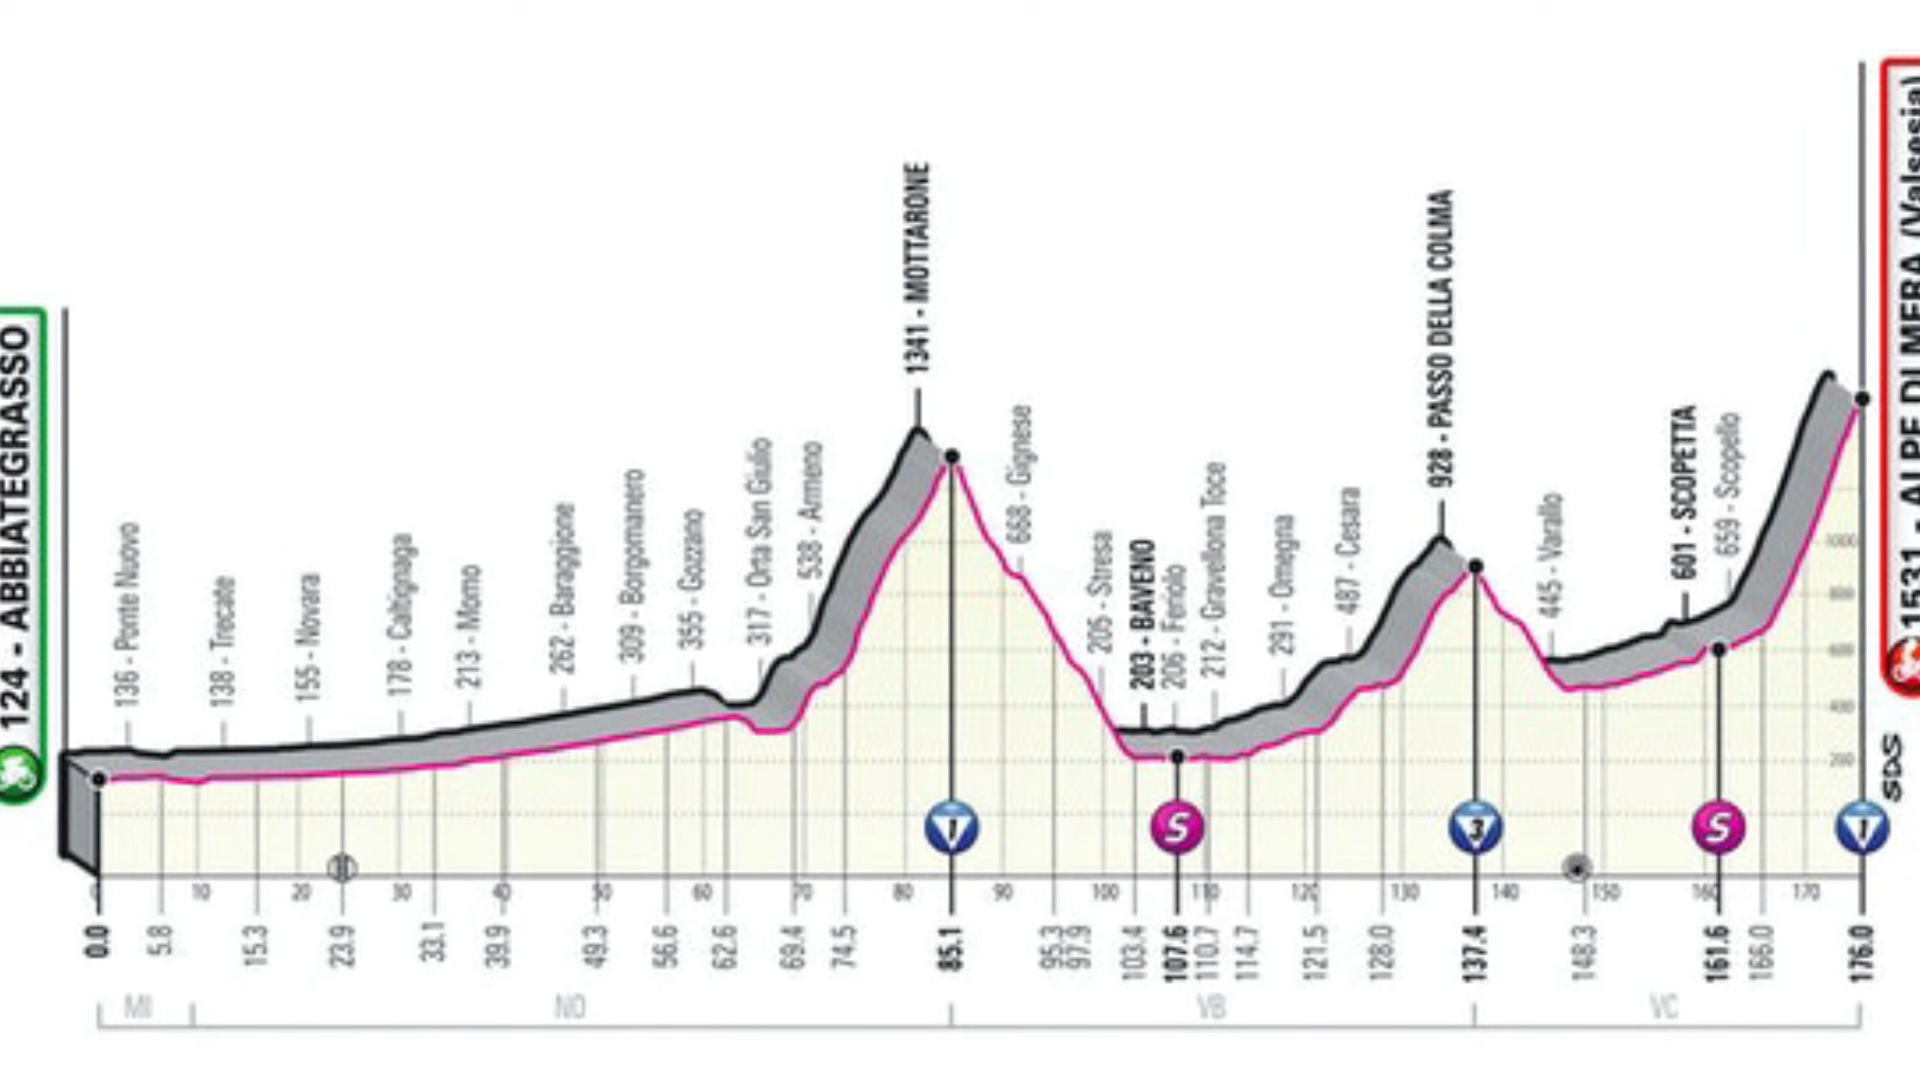 124 - ABBIATEGRASSO
136 - Ponte Nuovo
138 - Trecate
155 - Novara
178 - Caltignaga
213 - Momo
262 - Baraggione
309 - Borgomanero
355 - Gozzano
317 - Orta San Giulio
538 - Armeno
1341 - MOTTARONE
668 - Gignese
205 - Stresa
203 - BAVENO
206 - Feriolo
212 - Gravellona Toce
291 - Omegna
487 - Cesara
928 - PASSO DELLA COLMA
445 - Varallo
601 - SCOPETTA
659 - Scopello
1531 - ALPE DI MERA (Valsesia)
1000
800
600
400
200
SDS
1 S 3 S 1
0 10 20 30 40 50 60 70 80 90 100 110 120 130 140 150 160 170
0.0 5.8 15.3 23.9 33.1 39.9 49.3 56.6 62.6 69.4 74.5 85.1 95.3 97.9 103.4 107.6 110.7 114.7 121.5 128.0 137.4 148.3 161.6 166.0 176.0
MI NO VB VC